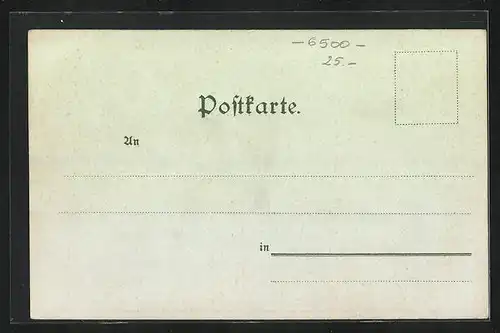 -6500-
25.-
Poſtkarte.
An
in